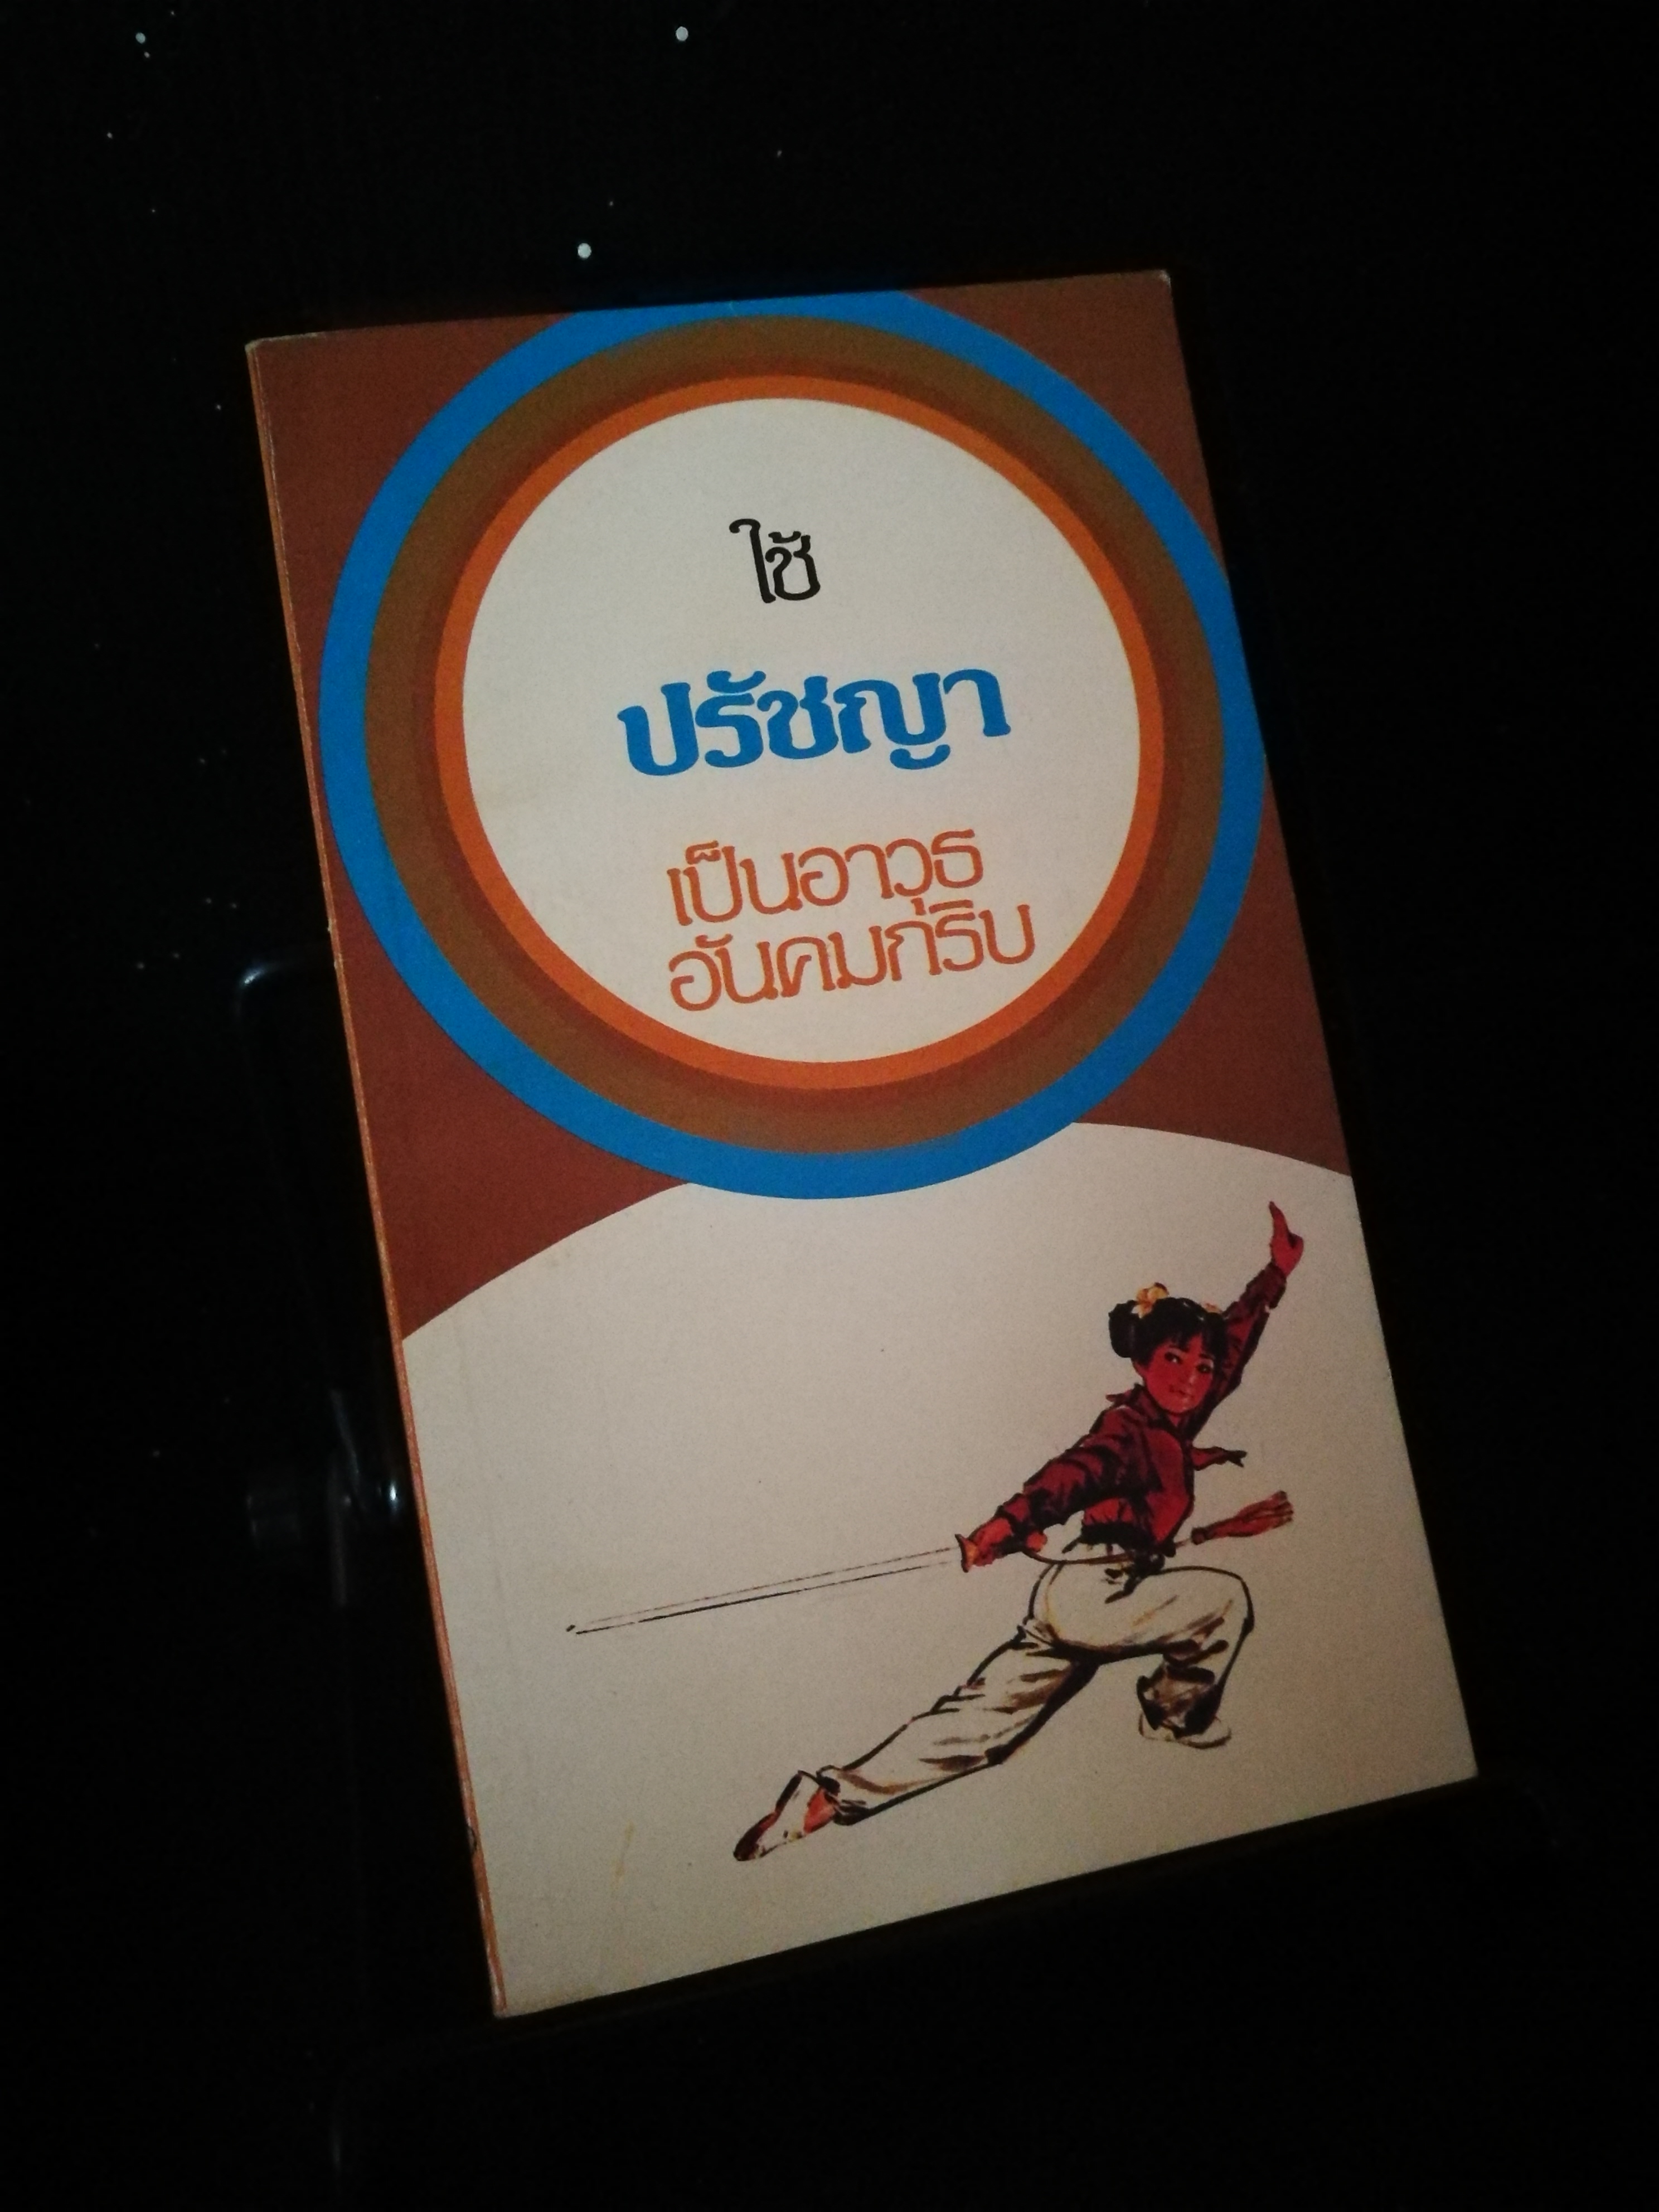 ใช้
ปรัชญา
เป็นอาวุธ
อันคมกริบ